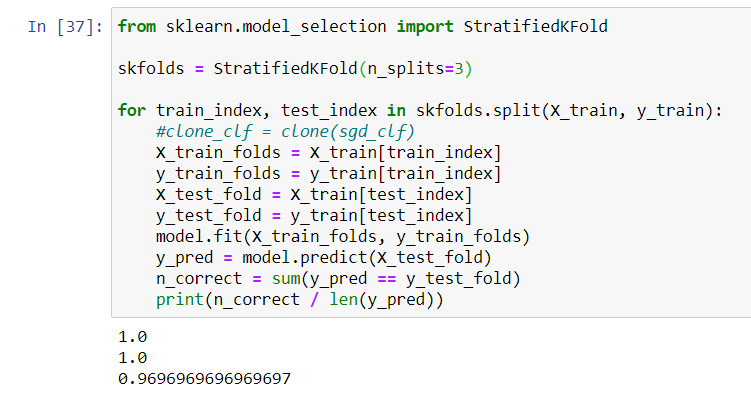 In [37]: from sklearn.model_selection import StratifiedKFold
skfolds = StratifiedKFold(n_splits=3)
for train_index, test_index in skfolds.split(X_train, y_train):
    #clone_clf = clone(sgd_clf)
    X_train_folds = X_train[train_index]
    y_train_folds = y_train[train_index]
    X_test_fold = X_train[test_index]
    y_test_fold = y_train[test_index]
    model.fit(X_train_folds, y_train_folds)
    y_pred = model.predict(X_test_fold)
    n_correct = sum(y_pred == y_test_fold)
    print(n_correct / len(y_pred))
1.0
1.0
0.9696969696969697